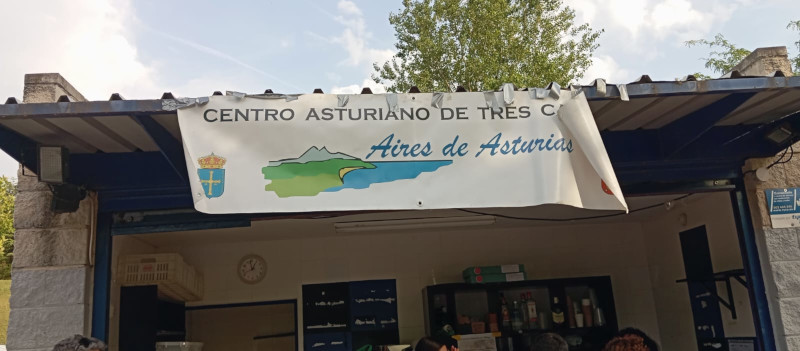 CENTRO ASTURIANO DE TRES C
Aires de Asturias